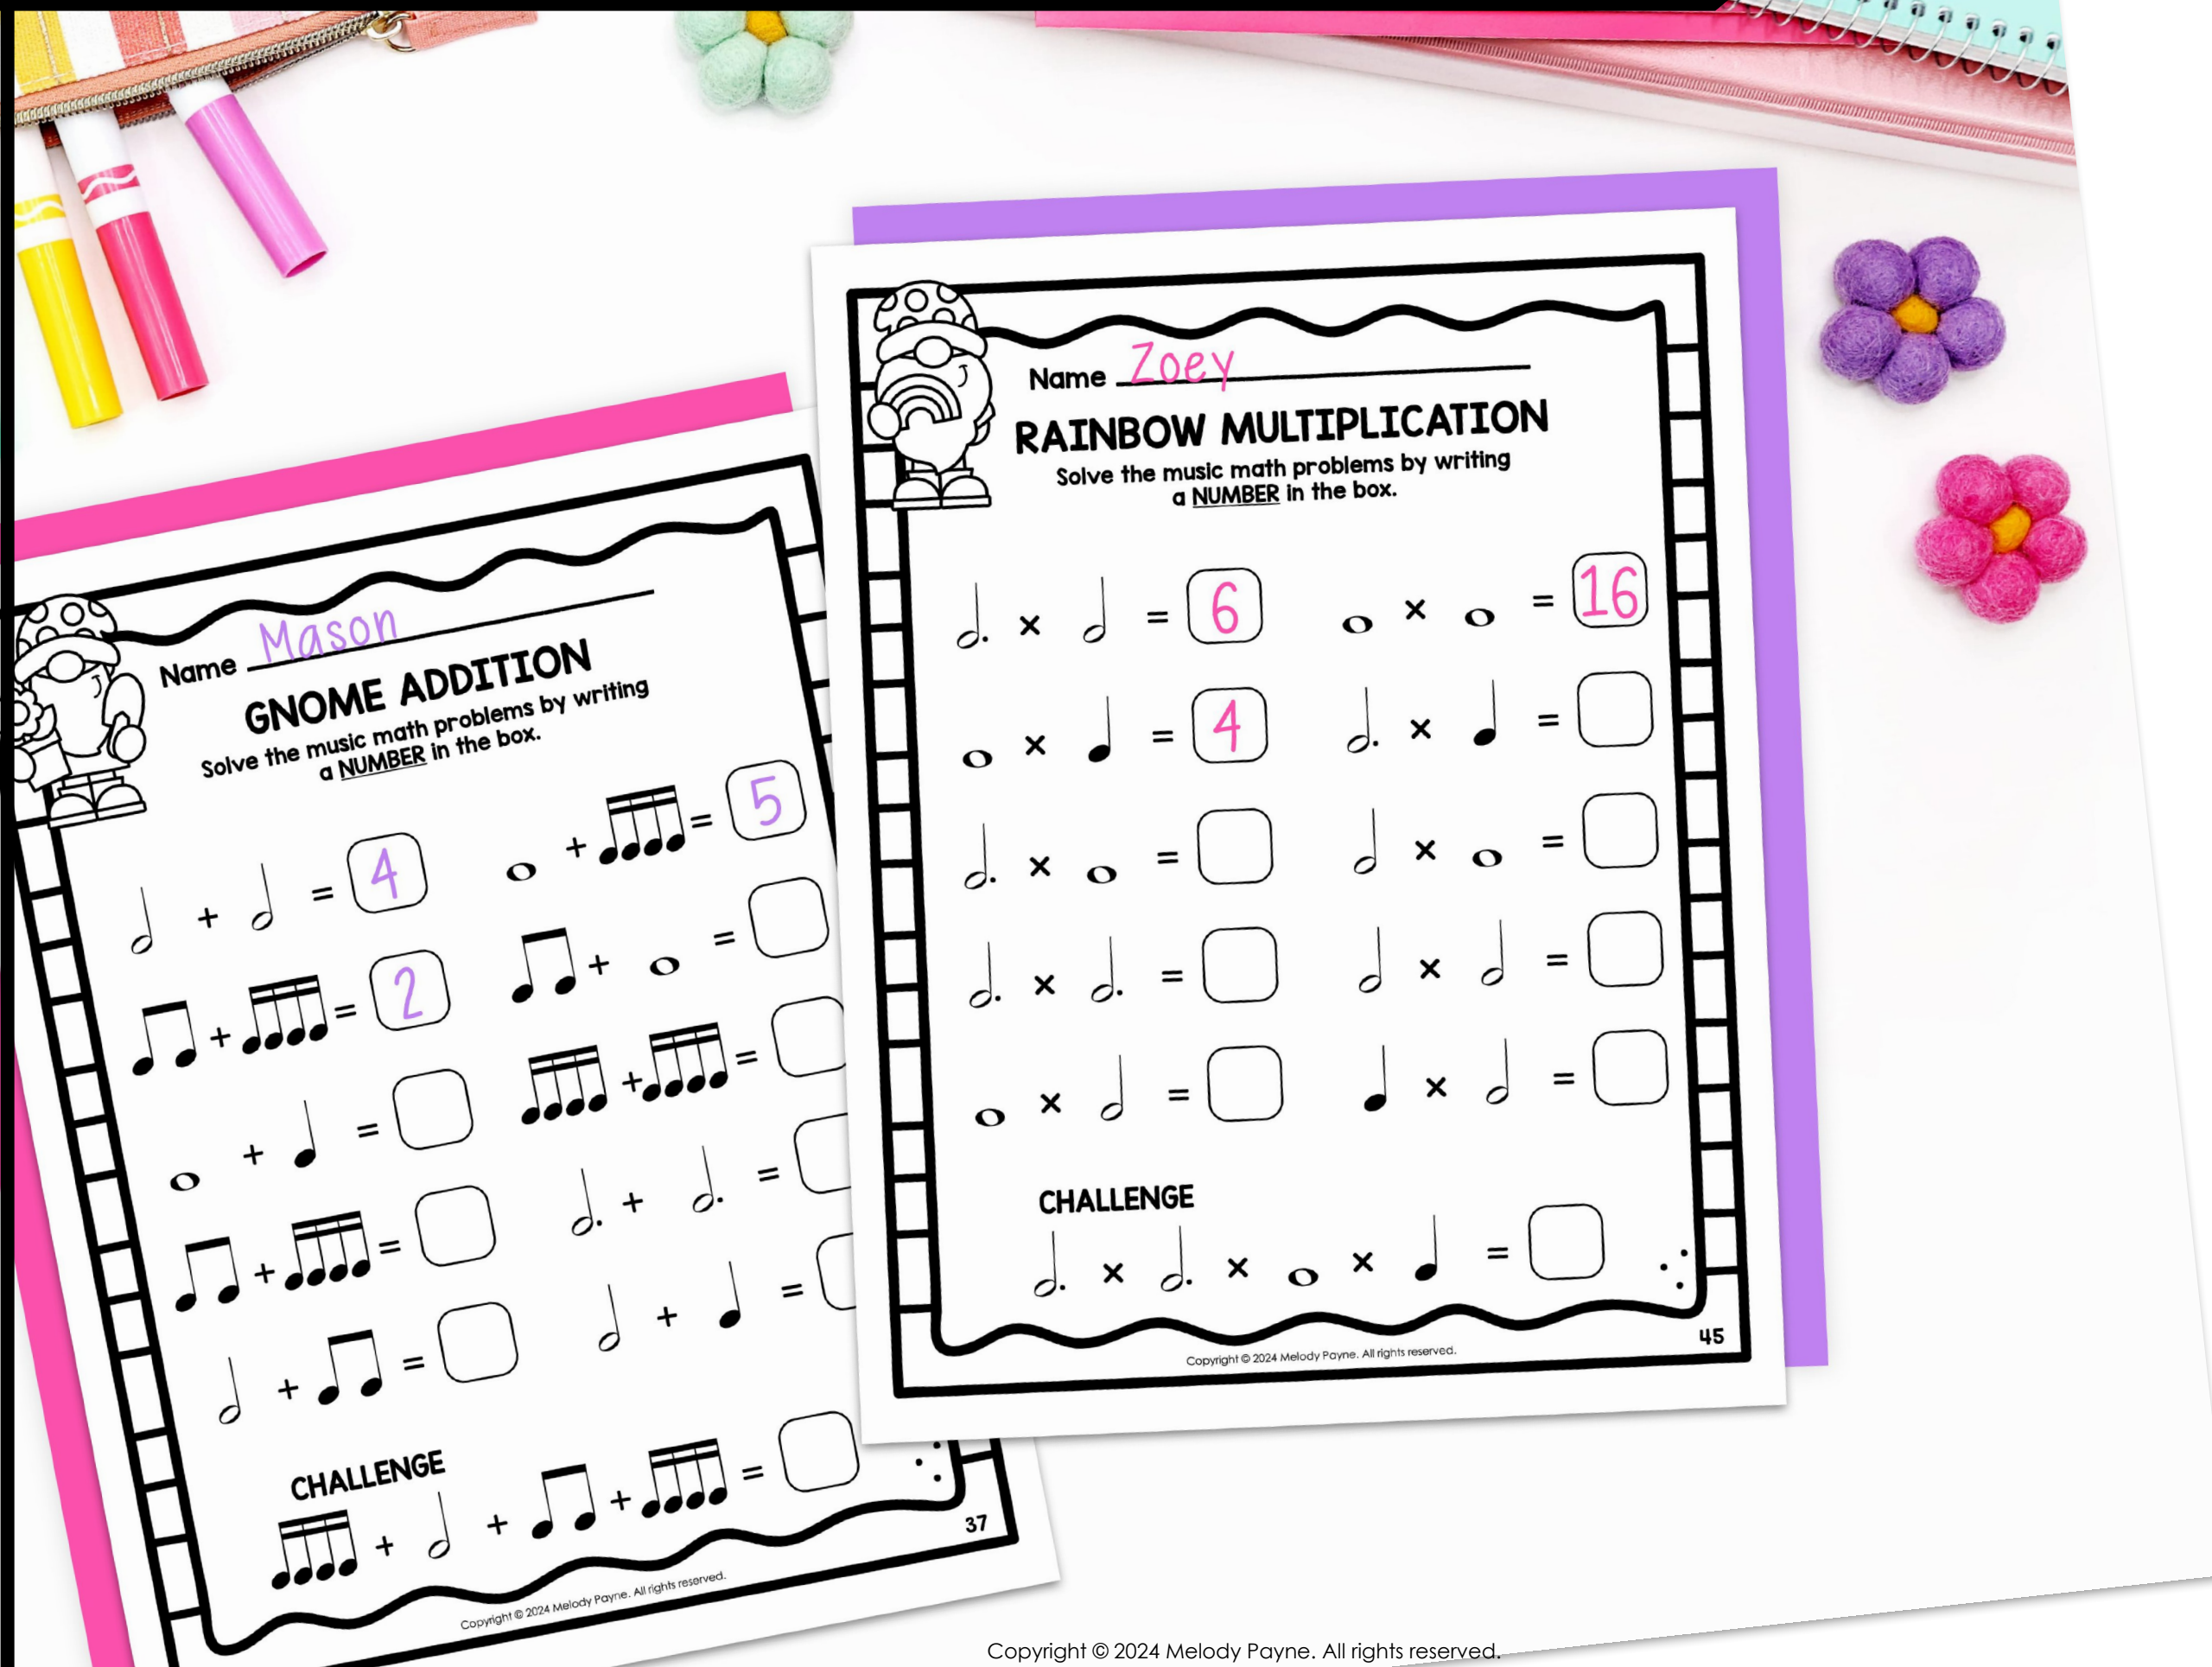 Name Mason
GNOME ADDITION
Solve the music math problems by writing
a NUMBER in the box.
+ = 4
+ = 5
+ = 2
+ =
+ =
+ =
+ =
+ =
+ =
+ =
CHALLENGE
+ + + =
37
Copyright © 2024 Melody Payne. All rights reserved.
Name Zoey
RAINBOW MULTIPLICATION
Solve the music math problems by writing
a NUMBER in the box.
× = 6
× = 16
× = 4
× =
× =
× =
× =
× =
× =
× =
CHALLENGE
× × × =
45
Copyright © 2024 Melody Payne. All rights reserved.
Copyright © 2024 Melody Payne. All rights reserved.